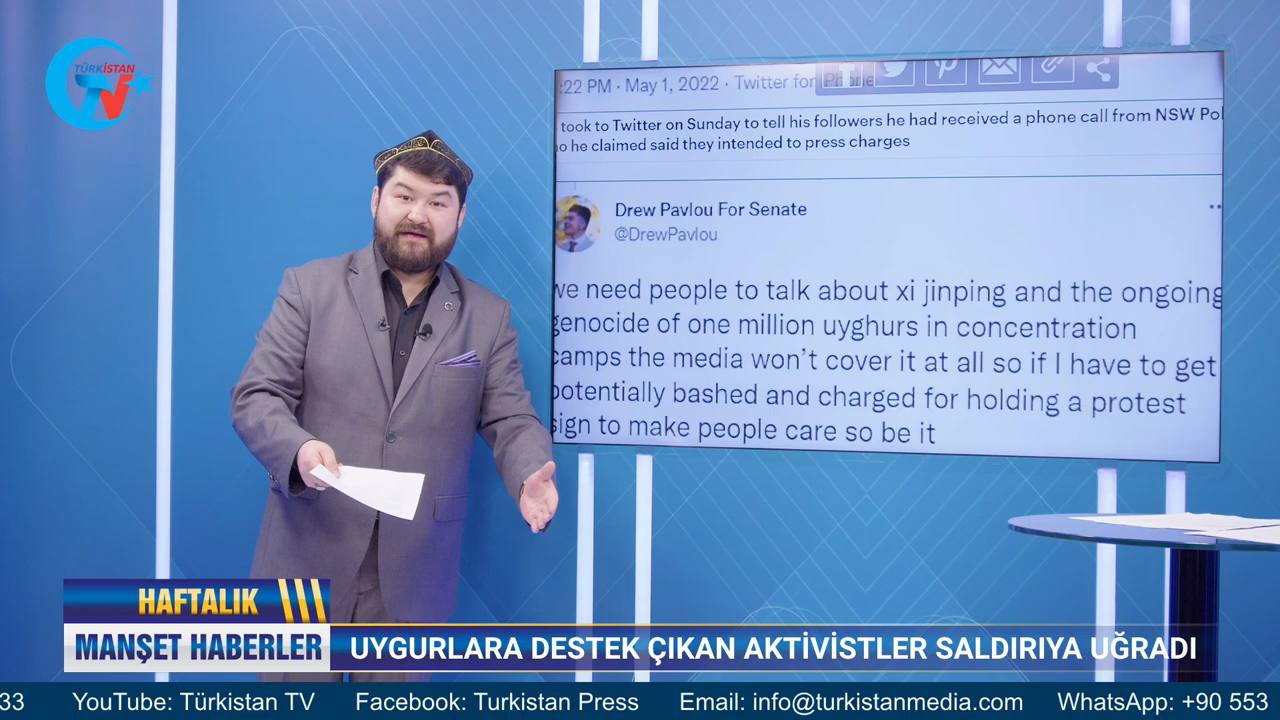 TÜRKİSTAN
TV
:22 PM · May 1, 2022 · Twitter for iPhone
took to Twitter on Sunday to tell his followers he had received a phone call from NSW Pol
o he claimed said they intended to press charges
Drew Pavlou For Senate
@DrewPavlou
we need people to talk about xi jinping and the ongoing
genocide of one million uyghurs in concentration
camps the media won't cover it at all so if I have to get
potentially bashed and charged for holding a protest
sign to make people care so be it
HAFTALIK
MANŞET HABERLER
UYGURLARA DESTEK ÇIKAN AKTİVİSTLER SALDIRIYA UĞRADI
33 YouTube: Türkistan TV Facebook: Turkistan Press Email: info@turkistanmedia.com WhatsApp: +90 553